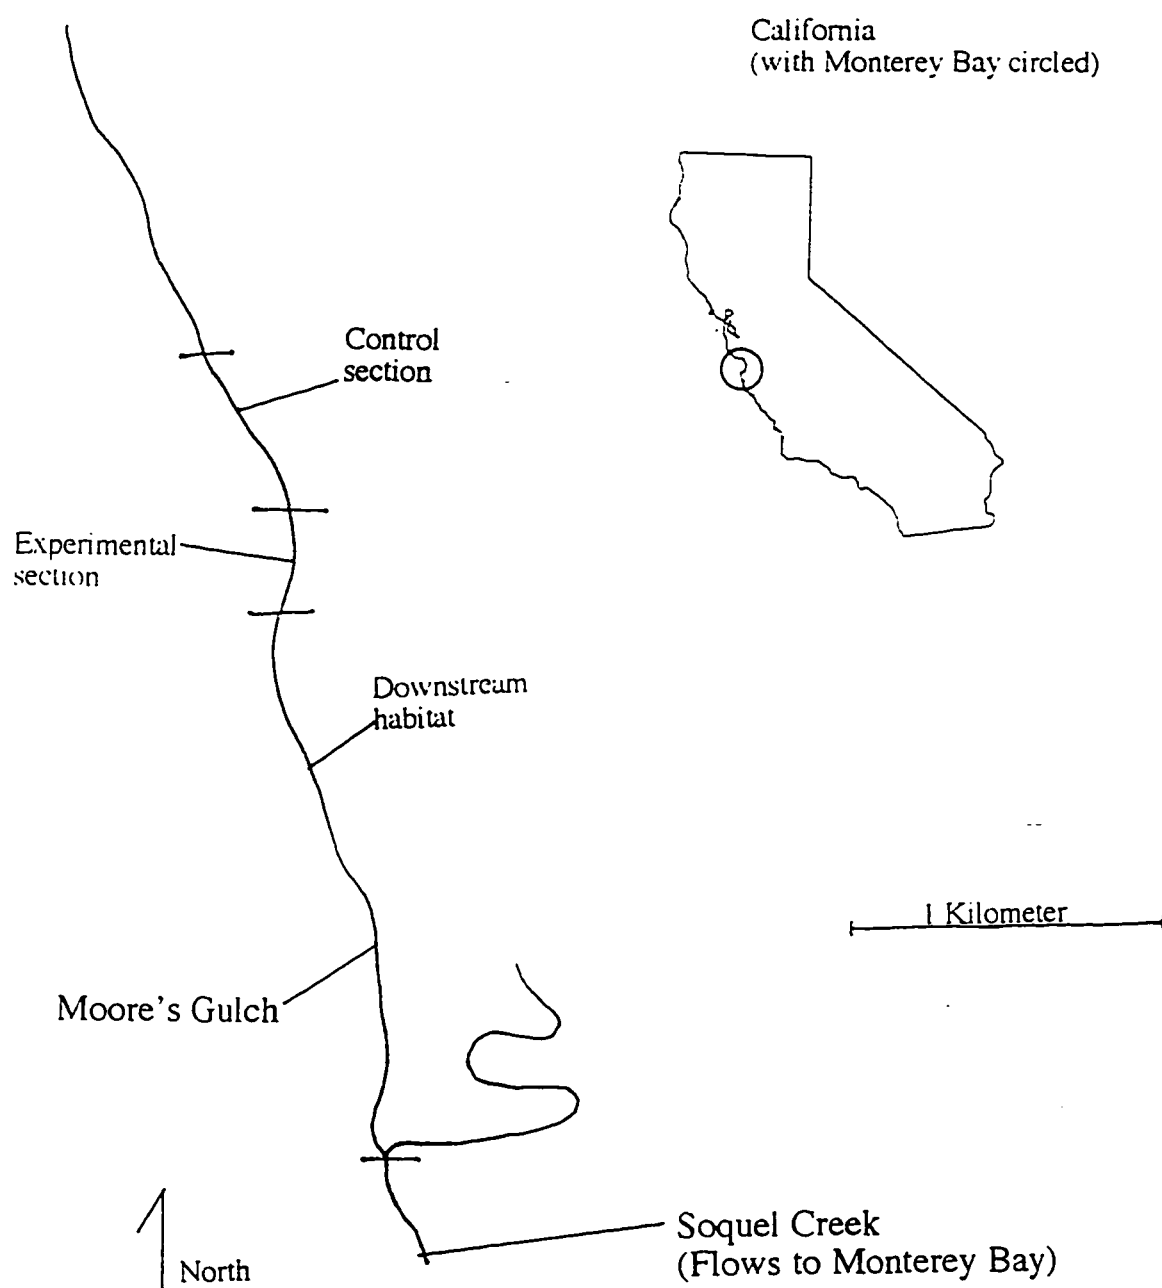 California
(with Monterey Bay circled)
Control
section
Experimental
section
Downstream
habitat
1 Kilometer
Moore's Gulch
Soquel Creek
(Flows to Monterey Bay)
North